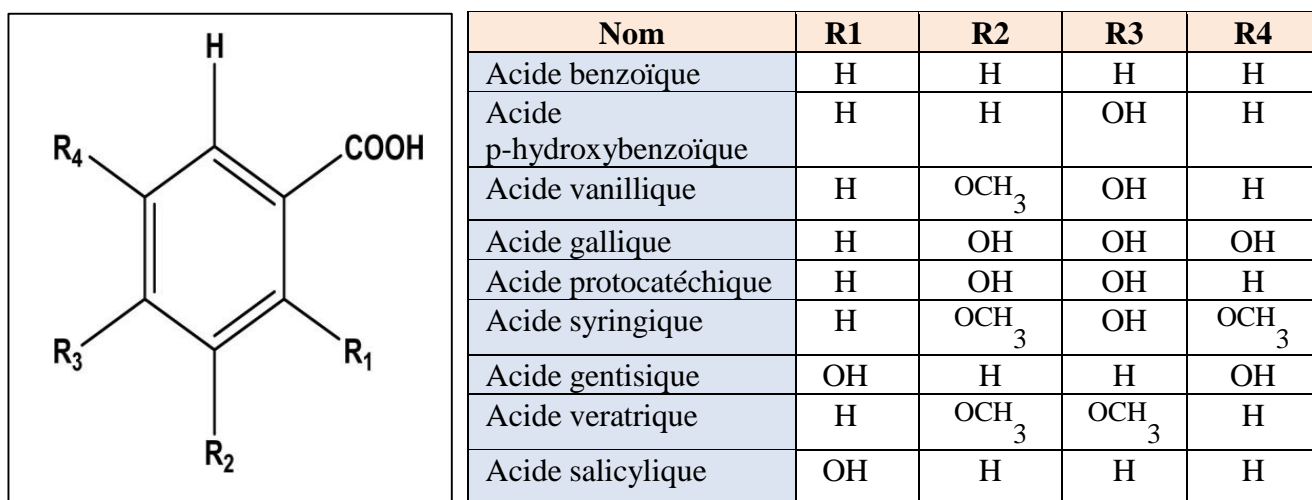 H
R4
COOH
R3
R1
R2
Nom R1 R2 R3 R4
Acide benzoïque H H H H
Acide
p-hydroxybenzoïque H H OH H
Acide vanillique H OCH3 OH H
Acide gallique H OH OH OH
Acide protocatéchique H OH OH H
Acide syringique H OCH3 OH OCH3
Acide gentisique OH H H OH
Acide veratrique H OCH3 OCH3 H
Acide salicylique OH H H H